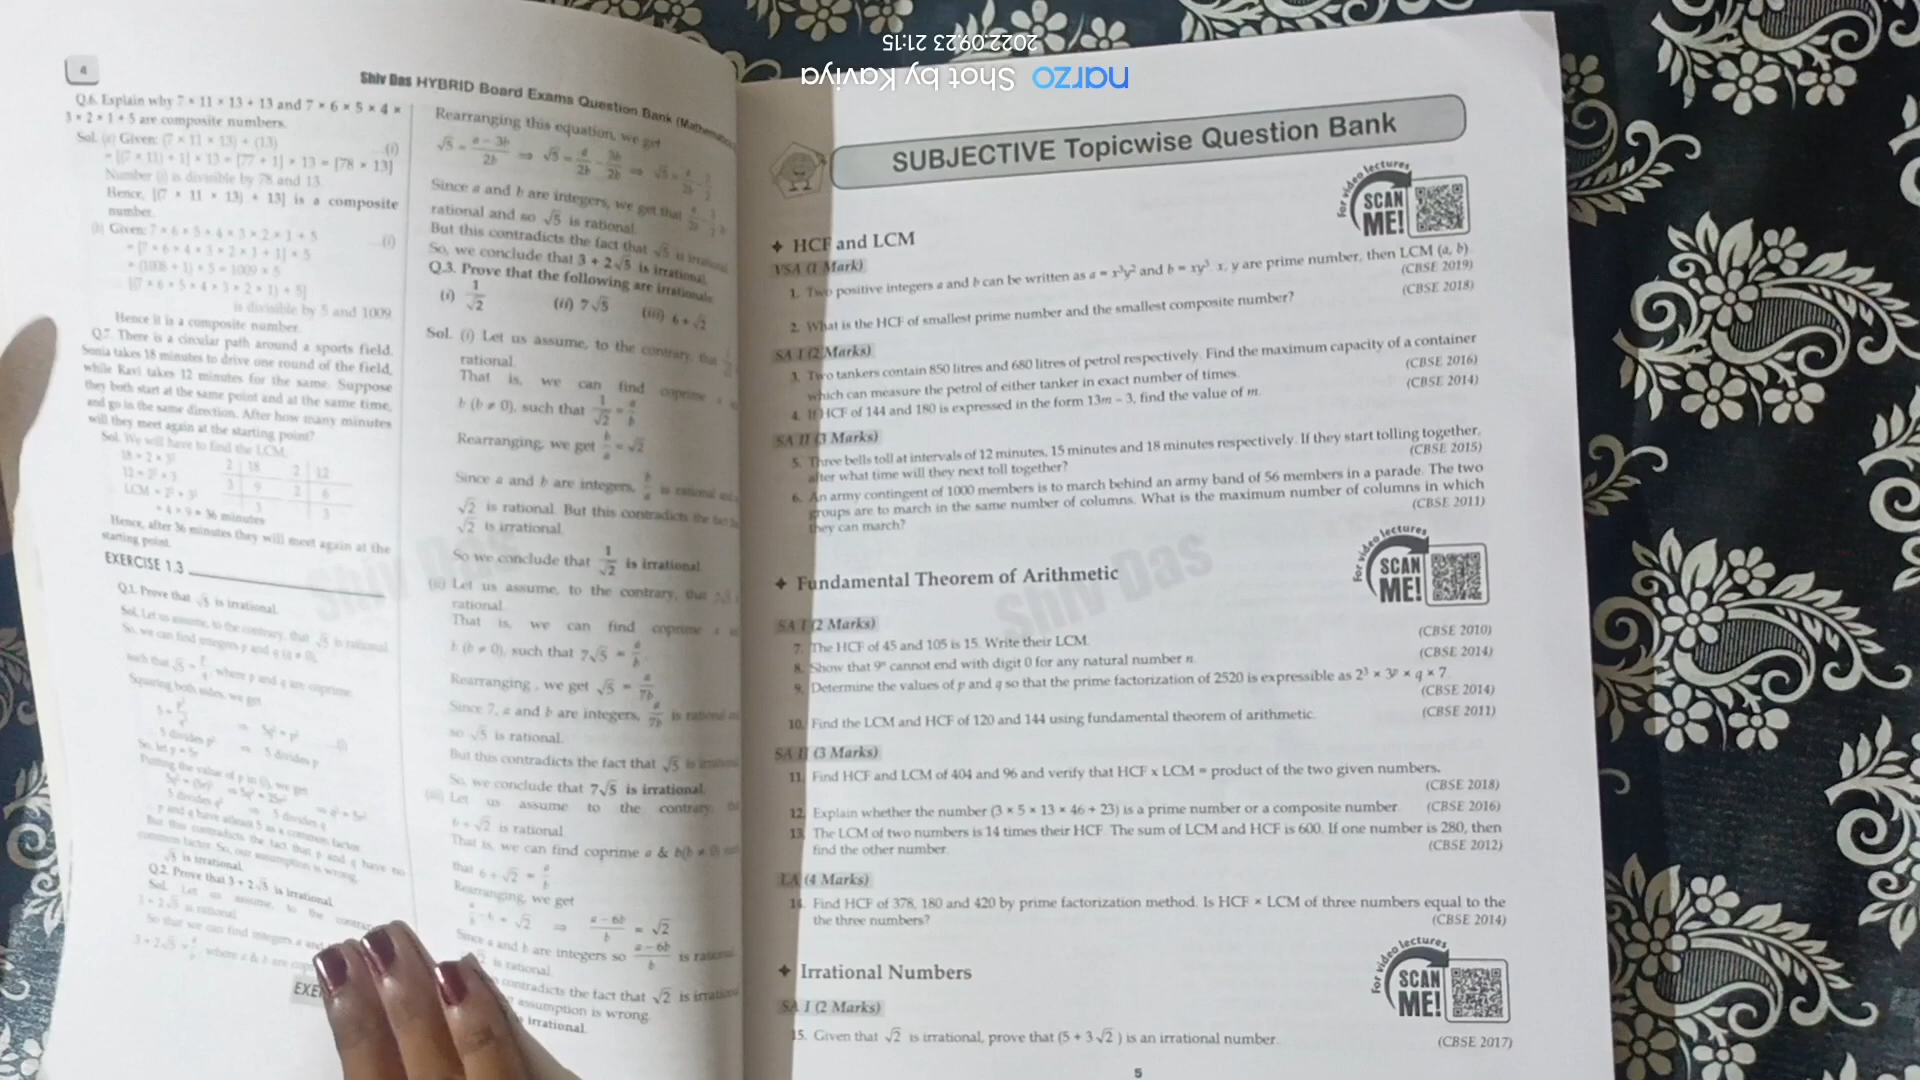 2022.09.23 21:15
narzo Shot by Kaviya
4
Shiv Das HYBRID Board Exams Question Bank
Q.6. Explain why 7 × 11 × 13 + 13 and 7 × 6 × 5 × 4 ×
3 × 2 × 1 + 5 are composite numbers.
Sol. (a) Given: (7 × 11 × 13) + (13) ...(i)
= [(7 × 11) + 1] × 13 = [77 + 1] × 13 = [78 × 13]
Number (i) is divisible by 78 and 13.
Hence, [(7 × 11 × 13) + 13] is a composite
number.
(b) Given: 7 × 6 × 5 × 4 × 3 × 2 × 1 + 5 ...(i)
= [7 × 6 × 4 × 3 × 2 × 1 + 1] × 5
= (1008 + 1) × 5 = 1009 × 5
[(7 × 6 × 5 × 4 × 3 × 2 × 1) + 5]
is divisible by 5 and 1009
Hence it is a composite number.
Q.7. There is a circular path around a sports field.
Sonia takes 18 minutes to drive one round of the field,
while Ravi takes 12 minutes for the same. Suppose
they both start at the same point and at the same time,
and go in the same direction. After how many minutes
will they meet again at the starting point?
Sol. We will have to find the LCM.
18 = 2 × 3²
12 = 2² × 3
LCM = 2² × 3²
= 4 × 9 = 36 minutes
2 18 2 12
3 9 2 6
3 3
Hence, after 36 minutes they will meet again at the
starting point.
EXERCISE 1.3
Q.1. Prove that √5 is irrational.
Sol. Let us assume, to the contrary, that √5 is rational.
So, we can find integers p and q (q ≠ 0),
such that √5 = p/q, where p and q are coprime.
Squaring both sides, we get
5 = p²/q² ⇒ 5q² = p² ...(i)
5 divides p² ⇒ 5 divides p
So, let p = 5r
Putting the value of p in (i), we get
5q² = (5r)² ⇒ 5q² = 25r² ⇒ q² = 5r²
5 divides q² ⇒ 5 divides q
p and q have atleast 5 as a common factor.
But this contradicts the fact that p and q have no
common factor. So, our assumption is wrong.
√5 is irrational.
Q.2. Prove that 3 + 2√5 is irrational.
Sol. Let us assume, to the contrary,
3 + 2√5 is rational.
So that we can find integers a and
3 + 2√5 = where a & b are
Rearranging this equation, we get
√5 = a − 3b/2b ⇒ √5 = a/2b − 3b/2b ⇒ √5 = a/2b − 3/2
Since a and b are integers, we get that a/2b − 3/2
rational and so √5 is rational.
But this contradicts the fact that √5 is irrational.
So, we conclude that 3 + 2√5 is irrational.
Q.3. Prove that the following are irrationals
(i) 1/√2 (ii) 7√5 (iii) 6 + √2
Sol. (i) Let us assume, to the contrary, that
rational.
That is, we can find coprime
b (b ≠ 0), such that 1/√2 = a/b
Rearranging, we get b/a = √2
Since a and b are integers, b/a is rational
√2 is rational. But this contradicts the fact
√2 is irrational.
So we conclude that 1/√2 is irrational.
(ii) Let us assume, to the contrary, that
rational.
That is, we can find coprime
b (b ≠ 0), such that 7√5 = a/b.
Rearranging, we get √5 = a/7b
Since 7, a and b are integers, a/7b is rational
so √5 is rational.
But this contradicts the fact that √5 is
So, we conclude that 7√5 is irrational.
(iii) Let us assume to the contrary
6 + √2 is rational
That is, we can find coprime a & b(b ≠ 0)
that 6 + √2 = a/b
Rearranging, we get
a/b − 6 = √2 ⇒ a − 6b/b = √2
Since a and b are integers so a − 6b/b is
√2 is rational.
contradicts the fact that √2 is
assumption is wrong.
irrational.
SUBJECTIVE Topicwise Question Bank
for video lectures
SCAN
ME!
✦ HCF and LCM
VSA (1 Mark)
1. Two positive integers a and b can be written as a = x³y² and b = xy³. x, y are prime number, then LCM (a, b).
(CBSE 2019)
2. What is the HCF of smallest prime number and the smallest composite number? (CBSE 2018)
SA I (2 Marks)
3. Two tankers contain 850 litres and 680 litres of petrol respectively. Find the maximum capacity of a container
which can measure the petrol of either tanker in exact number of times. (CBSE 2016)
4. If HCF of 144 and 180 is expressed in the form 13m − 3, find the value of m. (CBSE 2014)
SA II (3 Marks)
5. Three bells toll at intervals of 12 minutes, 15 minutes and 18 minutes respectively. If they start tolling together,
after what time will they next toll together? (CBSE 2015)
6. An army contingent of 1000 members is to march behind an army band of 56 members in a parade. The two
groups are to march in the same number of columns. What is the maximum number of columns in which
they can march? (CBSE 2011)
for video lectures
SCAN
ME!
✦ Fundamental Theorem of Arithmetic
Shiv Das
SA I (2 Marks)
7. The HCF of 45 and 105 is 15. Write their LCM. (CBSE 2010)
8. Show that 9ⁿ cannot end with digit 0 for any natural number n. (CBSE 2014)
9. Determine the values of p and q so that the prime factorization of 2520 is expressible as 2³ × 3ᵖ × q × 7.
(CBSE 2014)
10. Find the LCM and HCF of 120 and 144 using fundamental theorem of arithmetic. (CBSE 2011)
SA II (3 Marks)
11. Find HCF and LCM of 404 and 96 and verify that HCF x LCM = product of the two given numbers.
(CBSE 2018)
12. Explain whether the number (3 × 5 × 13 × 46 + 23) is a prime number or a composite number. (CBSE 2016)
13. The LCM of two numbers is 14 times their HCF. The sum of LCM and HCF is 600. If one number is 280, then
find the other number. (CBSE 2012)
LA (4 Marks)
14. Find HCF of 378, 180 and 420 by prime factorization method. Is HCF × LCM of three numbers equal to the
the three numbers? (CBSE 2014)
for video lectures
SCAN
ME!
✦ Irrational Numbers
SA I (2 Marks)
15. Given that √2 is irrational, prove that (5 + 3√2) is an irrational number. (CBSE 2017)
5